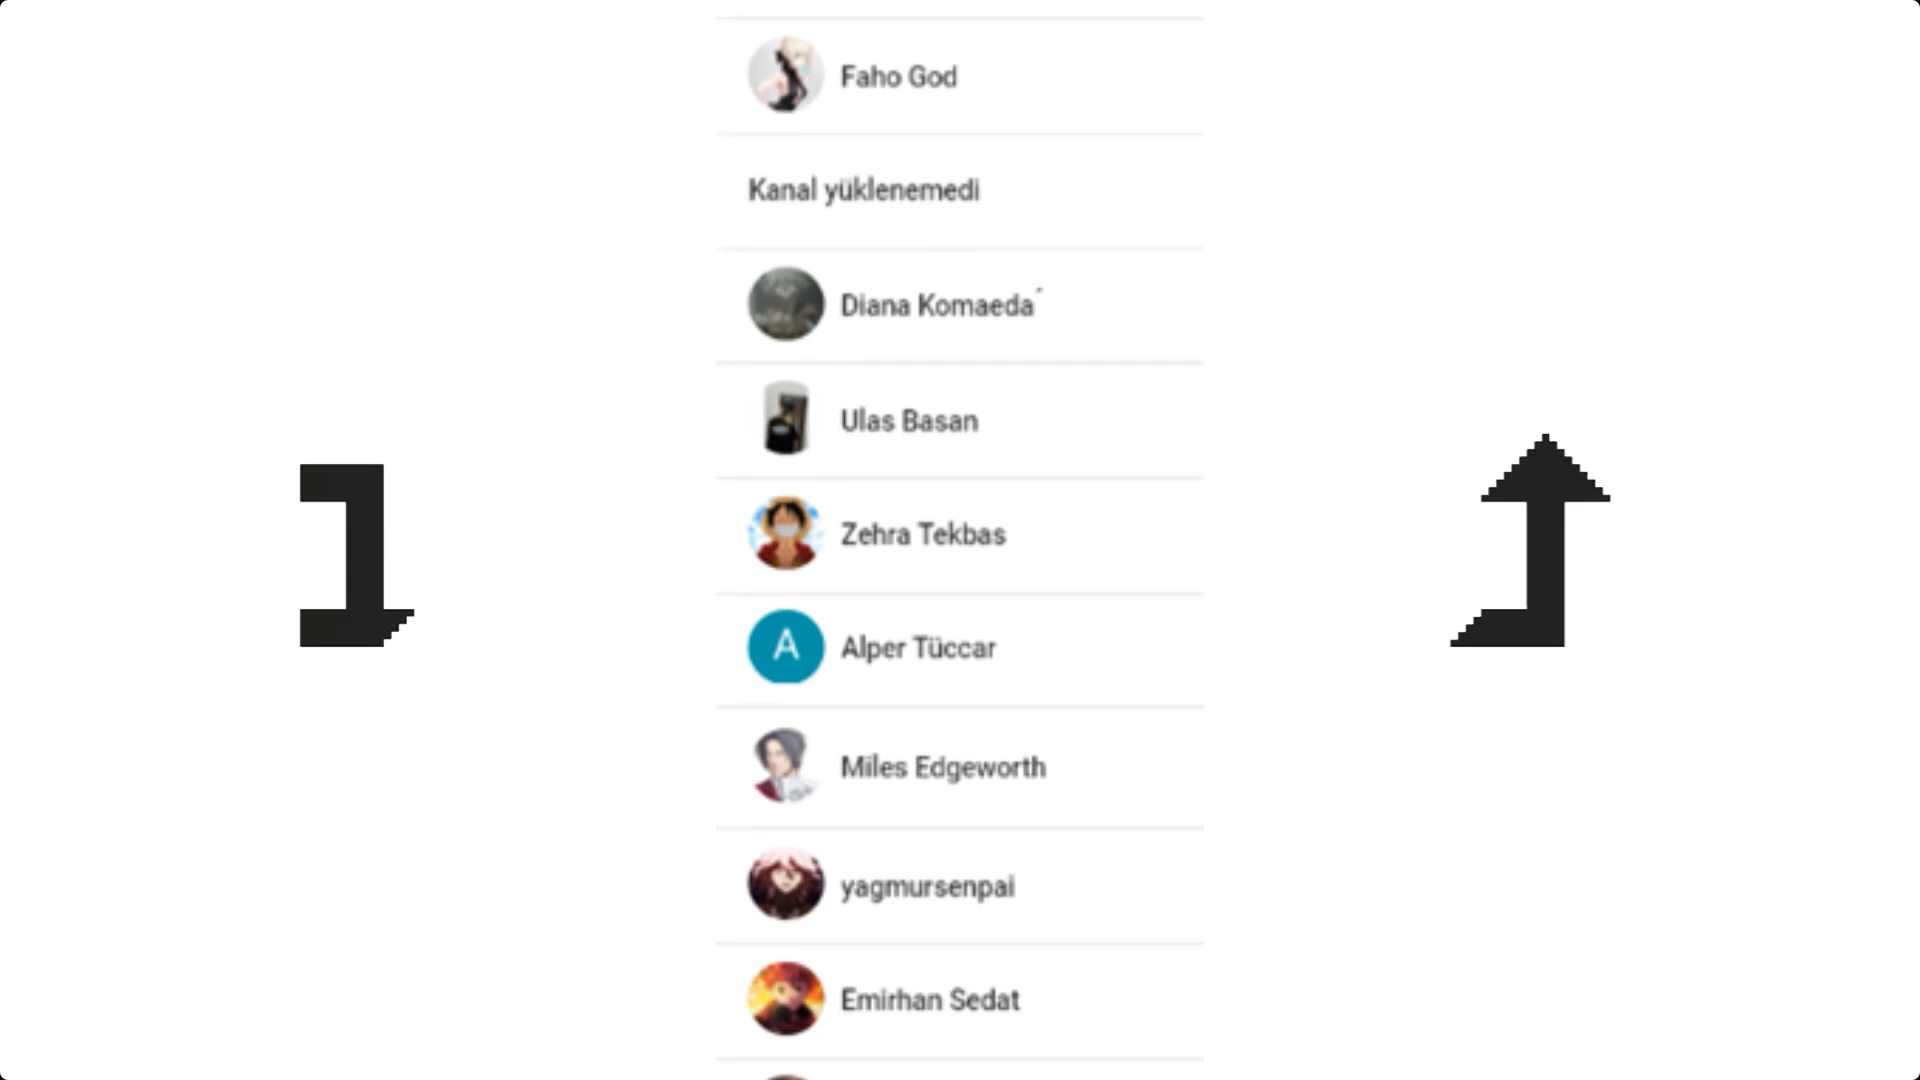 Faho God
Kanal yüklenemedi
Diana Komaeda´
Ulas Basan
Zehra Tekbas
A
Alper Tüccar
Miles Edgeworth
yagmursenpai
Emirhan Sedat